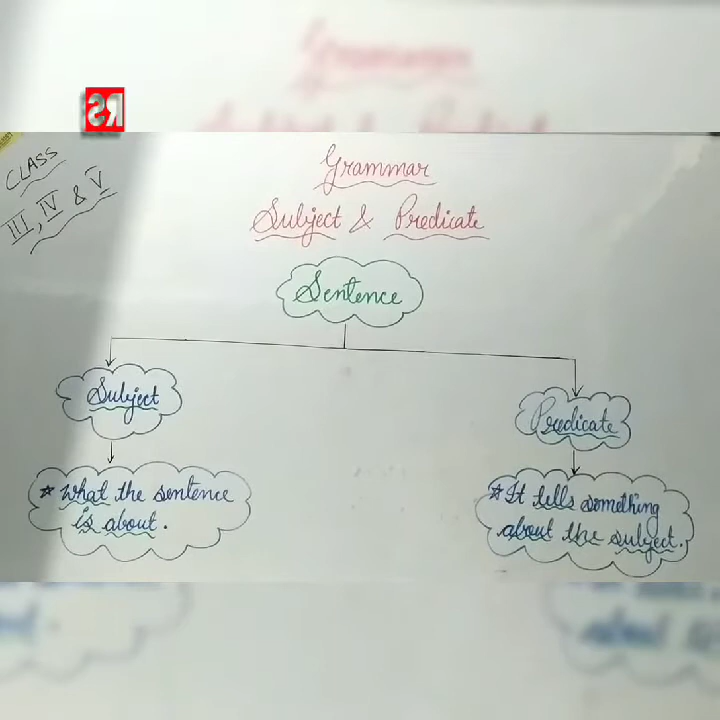 CLASS
III, IV & V
Grammar
Subject & Predicate
Sentence
Subject
Predicate
* What the sentence
is about.
* It tells something
about the subject.